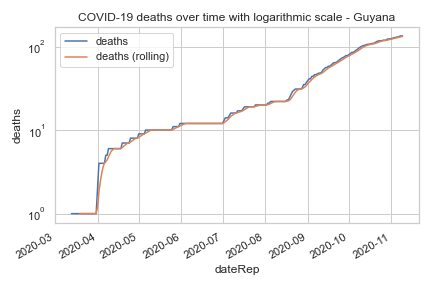 COVID-19 deaths over time with logarithmic scale - Guyana
deaths
deaths (rolling)
10²
10¹
10⁰
deaths
2020-03
2020-04
2020-05
2020-06
2020-07
2020-08
2020-09
2020-10
2020-11
dateRep